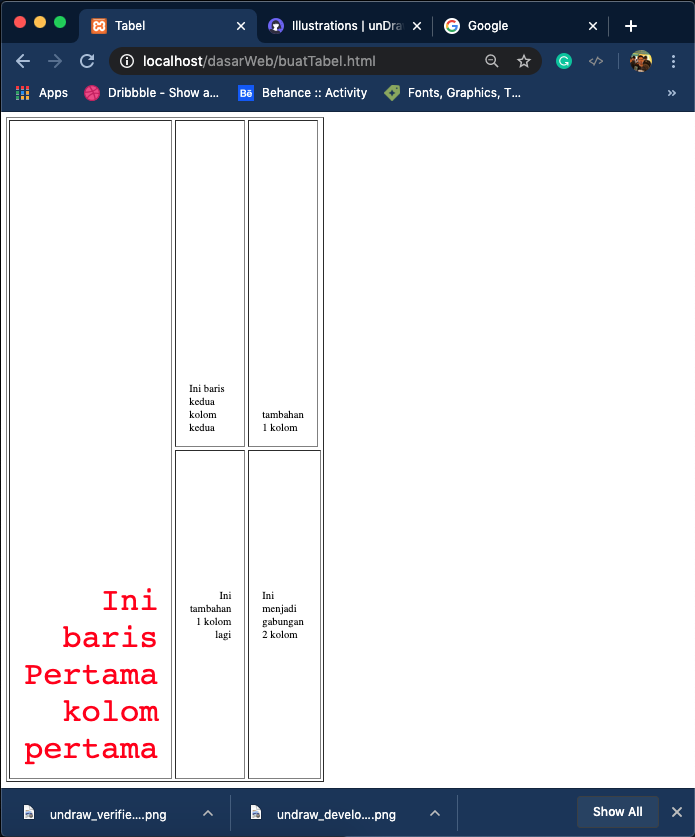 Tabel
Illustrations | unDra
Google
localhost/dasarWeb/buatTabel.html
Apps
Dribbble - Show a...
Bē
Behance :: Activity
Fonts, Graphics, T...
»
Ini baris
kedua
kolom
kedua
tambahan
1 kolom
Ini
baris
Pertama
kolom
pertama
Ini
tambahan
1 kolom
lagi
Ini
menjadi
gabungan
2 kolom
undraw_verifie....png
undraw_develo....png
Show All